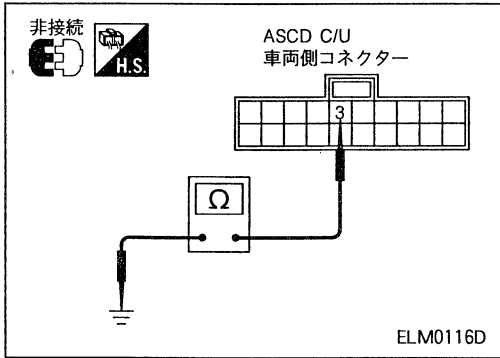 非接続
H.S.
ASCD C/U
車両側コネクター
3
Ω
ELM0116D